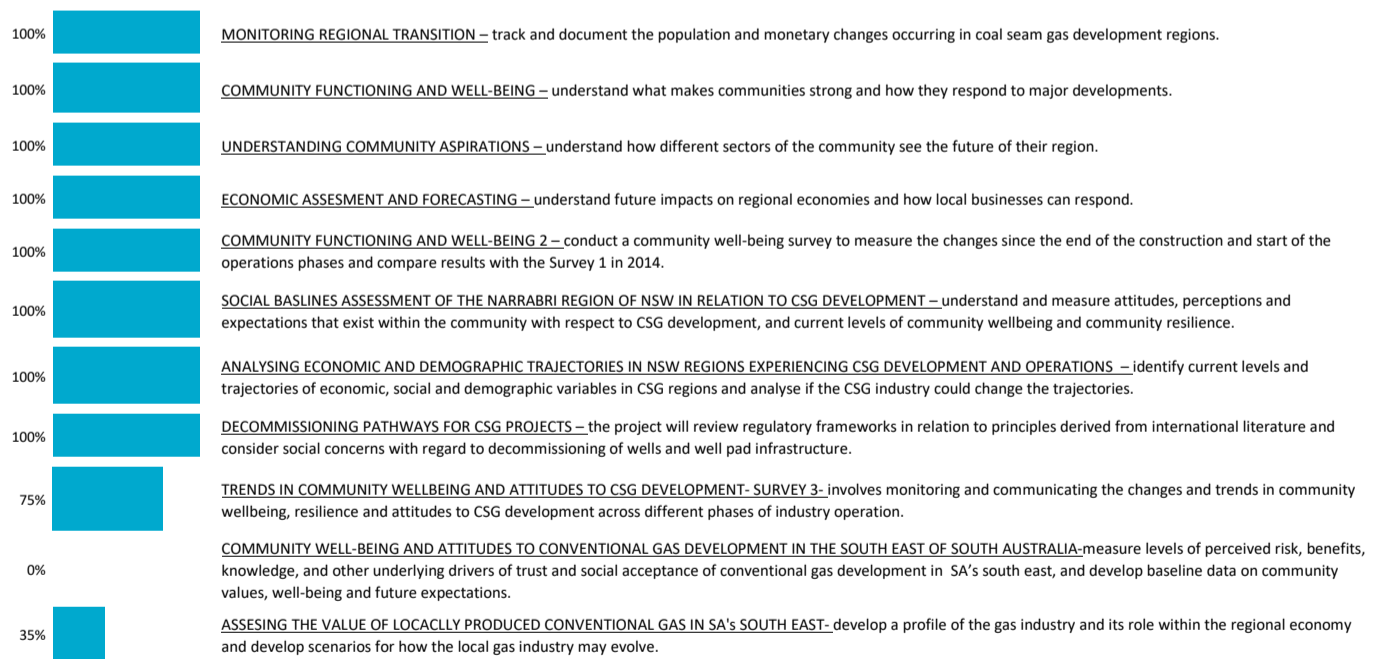 100% MONITORING REGIONAL TRANSITION – track and document the population and monetary changes occurring in coal seam gas development regions.
100% COMMUNITY FUNCTIONING AND WELL-BEING – understand what makes communities strong and how they respond to major developments.
100% UNDERSTANDING COMMUNITY ASPIRATIONS – understand how different sectors of the community see the future of their region.
100% ECONOMIC ASSESMENT AND FORECASTING – understand future impacts on regional economies and how local businesses can respond.
100% COMMUNITY FUNCTIONING AND WELL-BEING 2 – conduct a community well-being survey to measure the changes since the end of the construction and start of the
operations phases and compare results with the Survey 1 in 2014.
100% SOCIAL BASLINES ASSESSMENT OF THE NARRABRI REGION OF NSW IN RELATION TO CSG DEVELOPMENT – understand and measure attitudes, perceptions and
expectations that exist within the community with respect to CSG development, and current levels of community wellbeing and community resilience.
100% ANALYSING ECONOMIC AND DEMOGRAPHIC TRAJECTORIES IN NSW REGIONS EXPERIENCING CSG DEVELOPMENT AND OPERATIONS – identify current levels and
trajectories of economic, social and demographic variables in CSG regions and analyse if the CSG industry could change the trajectories.
100% DECOMMISSIONING PATHWAYS FOR CSG PROJECTS – the project will review regulatory frameworks in relation to principles derived from international literature and
consider social concerns with regard to decommissioning of wells and well pad infrastructure.
75% TRENDS IN COMMUNITY WELLBEING AND ATTITUDES TO CSG DEVELOPMENT- SURVEY 3- involves monitoring and communicating the changes and trends in community
wellbeing, resilience and attitudes to CSG development across different phases of industry operation.
COMMUNITY WELL-BEING AND ATTITUDES TO CONVENTIONAL GAS DEVELOPMENT IN THE SOUTH EAST OF SOUTH AUSTRALIA-measure levels of perceived risk, benefits,
0% knowledge, and other underlying drivers of trust and social acceptance of conventional gas development in SA's south east, and develop baseline data on community
values, well-being and future expectations.
35% ASSESING THE VALUE OF LOCACLLY PRODUCED CONVENTIONAL GAS IN SA's SOUTH EAST- develop a profile of the gas industry and its role within the regional economy
and develop scenarios for how the local gas industry may evolve.